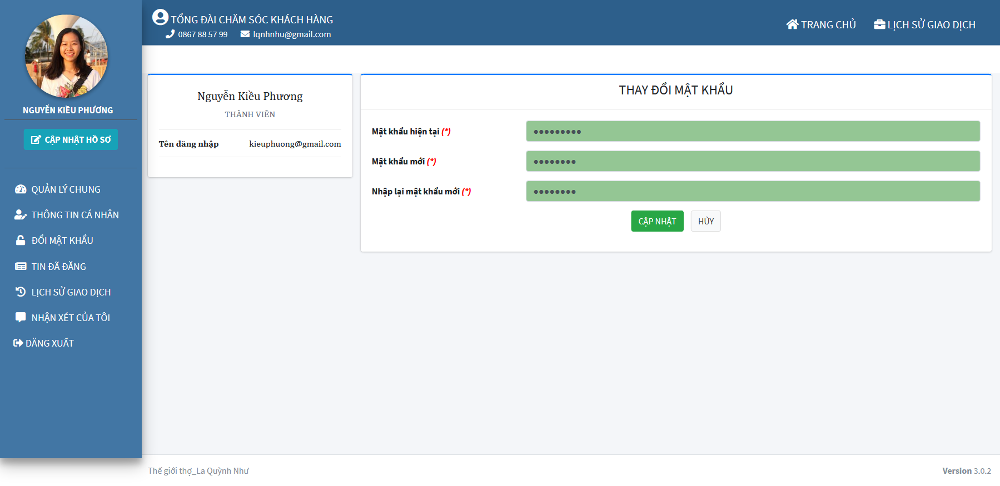 TỔNG ĐÀI CHĂM SÓC KHÁCH HÀNG
0867 88 57 99 lqnhnhu@gmail.com
TRANG CHỦ LỊCH SỬ GIAO DỊCH
NGUYỄN KIỀU PHƯƠNG
CẬP NHẬT HỒ SƠ
QUẢN LÝ CHUNG
THÔNG TIN CÁ NHÂN
ĐỔI MẬT KHẨU
TIN ĐÃ ĐĂNG
LỊCH SỬ GIAO DỊCH
NHẬN XÉT CỦA TÔI
ĐĂNG XUẤT
Nguyễn Kiều Phương
THÀNH VIÊN
Tên đăng nhập kieuphuong@gmail.com
THAY ĐỔI MẬT KHẨU
Mật khẩu hiện tại (*) ●●●●●●●●●
Mật khẩu mới (*) ●●●●●●●●
Nhập lại mật khẩu mới (*) ●●●●●●●●
CẬP NHẬT HỦY
Thế giới thợ_La Quỳnh Như
Version 3.0.2